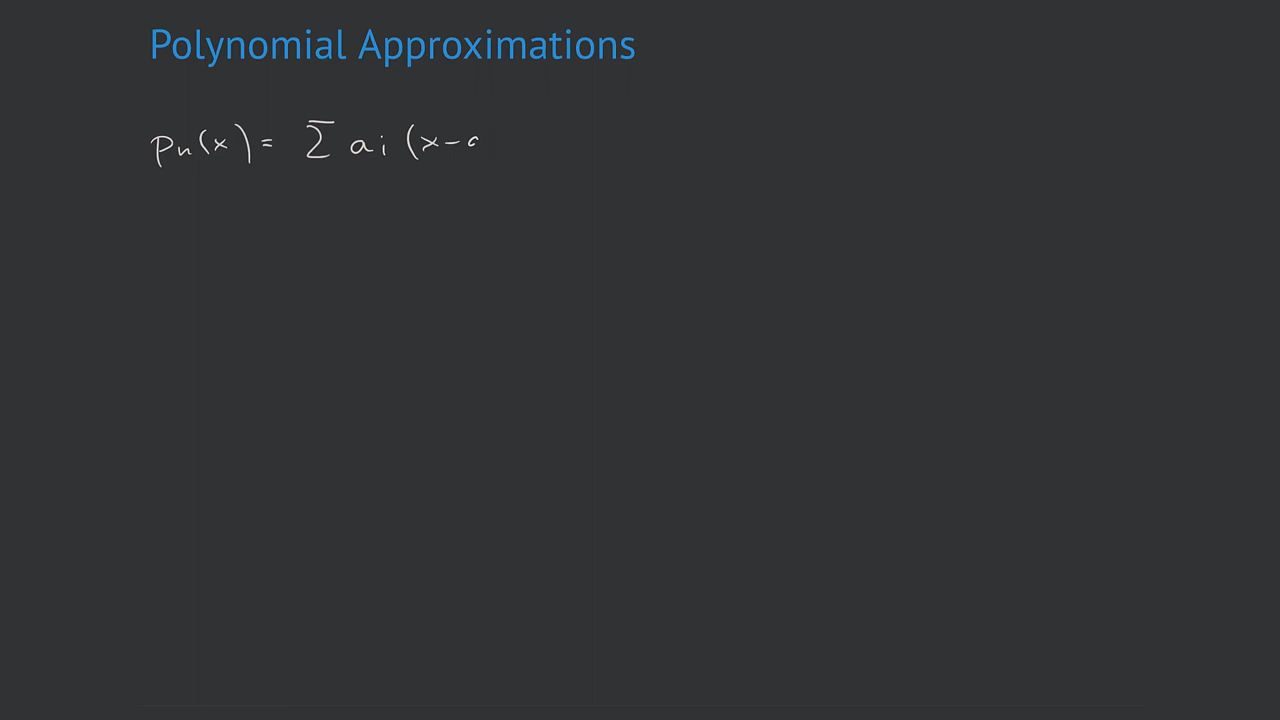 Polynomial Approximations
pn(x) = Σ ai (x-c